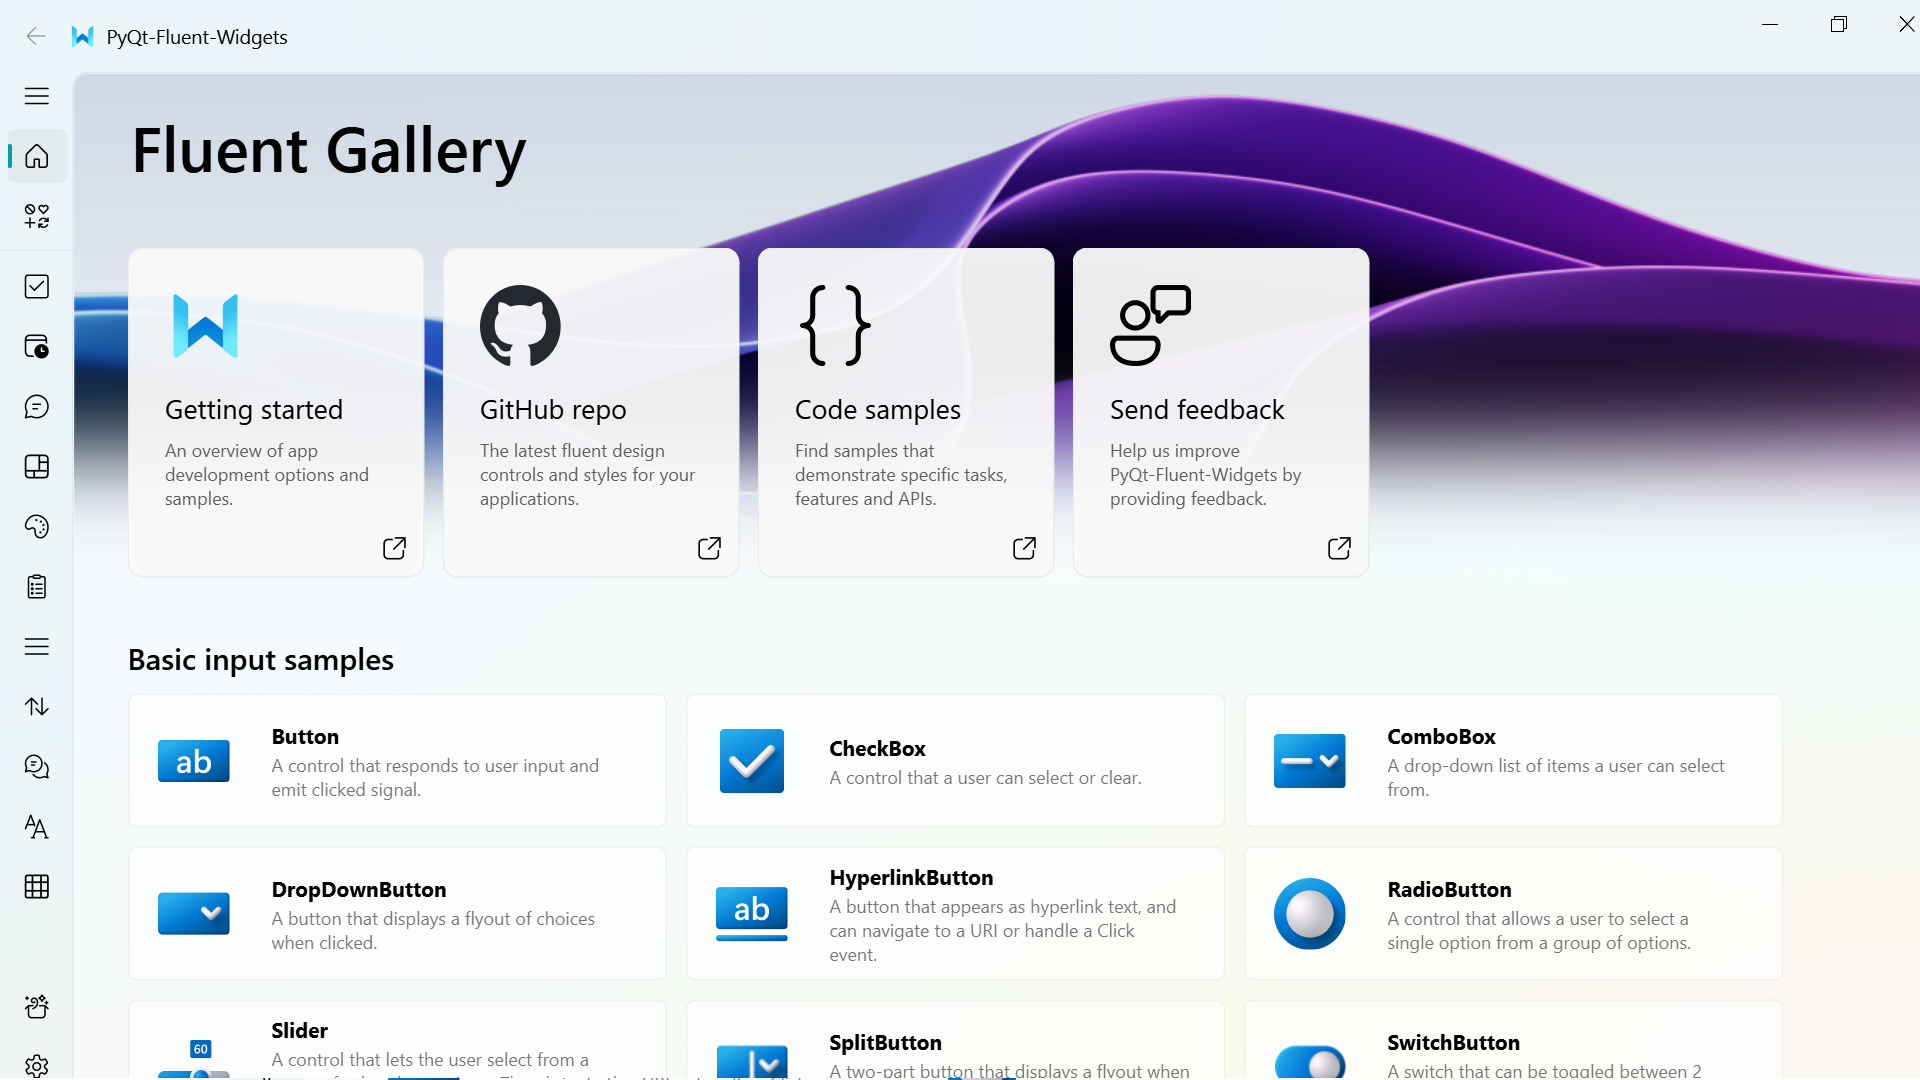 PyQt-Fluent-Widgets
Fluent Gallery
Getting started
An overview of app
development options and
samples.
GitHub repo
The latest fluent design
controls and styles for your
applications.
Code samples
Find samples that
demonstrate specific tasks,
features and APIs.
Send feedback
Help us improve
PyQt-Fluent-Widgets by
providing feedback.
Basic input samples
ab
Button
A control that responds to user input and
emit clicked signal.
CheckBox
A control that a user can select or clear.
ComboBox
A drop-down list of items a user can select
from.
DropDownButton
A button that displays a flyout of choices
when clicked.
ab
HyperlinkButton
A button that appears as hyperlink text, and
can navigate to a URI or handle a Click
event.
RadioButton
A control that allows a user to select a
single option from a group of options.
60
Slider
A control that lets the user select from a
SplitButton
A two-part button that displays a flyout when
SwitchButton
A switch that can be toggled between 2